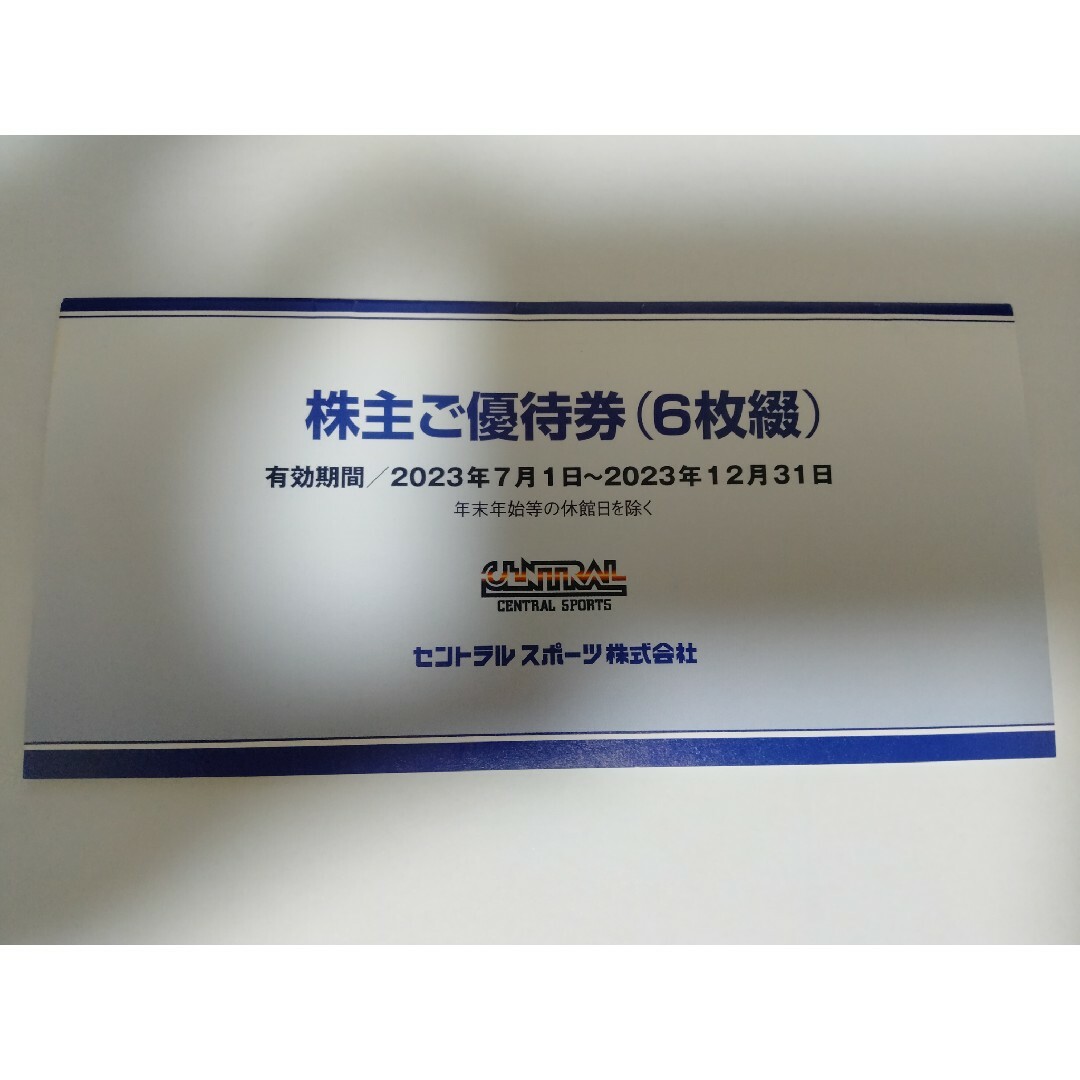 株主ご優待券（6枚綴）
有効期間／2023年7月1日～2023年12月31日
年末年始等の休館日を除く
CENTRAL
CENTRAL SPORTS
セントラルスポーツ株式会社